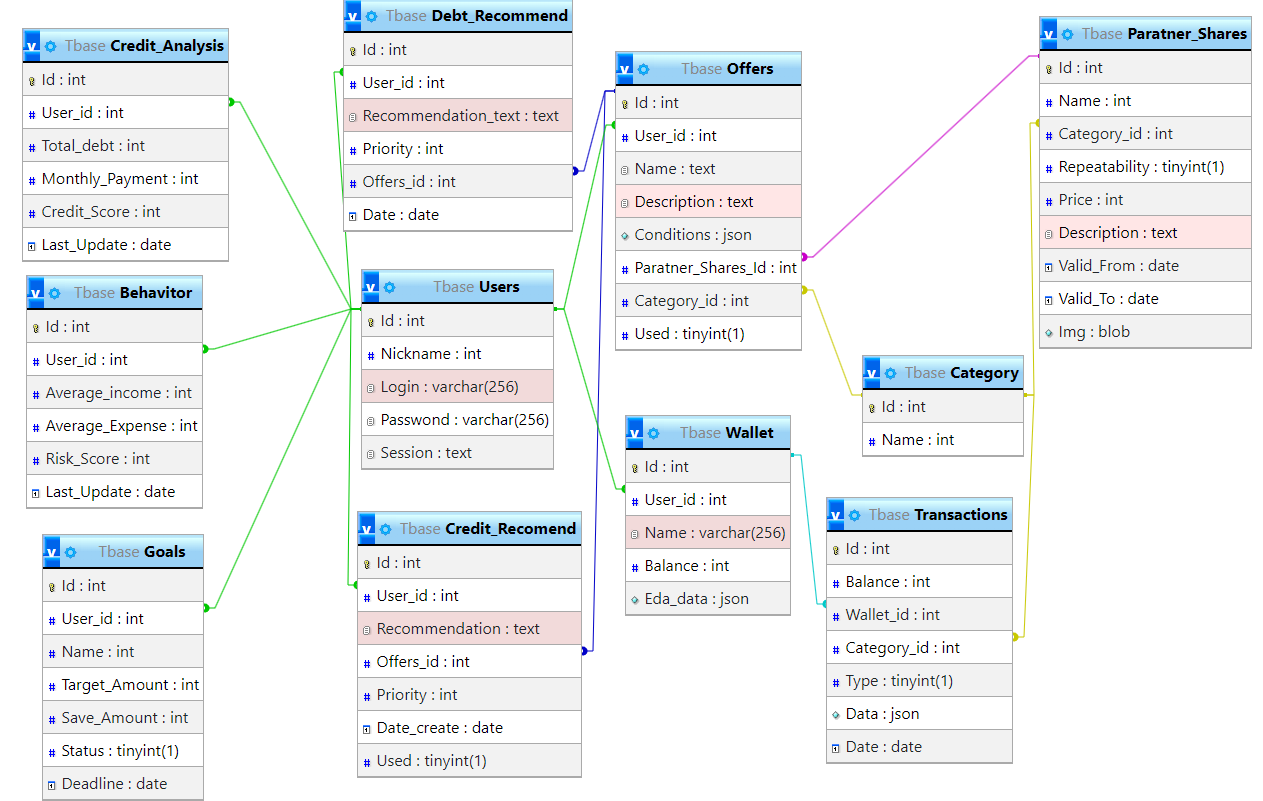 Tbase Credit_Analysis
Id : int
User_id : int
Total_debt : int
Monthly_Payment : int
Credit_Score : int
Last_Update : date
Tbase Behavitor
Id : int
User_id : int
Average_income : int
Average_Expense : int
Risk_Score : int
Last_Update : date
Tbase Goals
Id : int
User_id : int
Name : int
Target_Amount : int
Save_Amount : int
Status : tinyint(1)
Deadline : date
Tbase Debt_Recommend
Id : int
User_id : int
Recommendation_text : text
Priority : int
Offers_id : int
Date : date
Tbase Users
Id : int
Nickname : int
Login : varchar(256)
Passwond : varchar(256)
Session : text
Tbase Credit_Recomend
Id : int
User_id : int
Recommendation : text
Offers_id : int
Priority : int
Date_create : date
Used : tinyint(1)
Tbase Offers
Id : int
User_id : int
Name : text
Description : text
Conditions : json
Paratner_Shares_Id : int
Category_id : int
Used : tinyint(1)
Tbase Wallet
Id : int
User_id : int
Name : varchar(256)
Balance : int
Eda_data : json
Tbase Category
Id : int
Name : int
Tbase Transactions
Id : int
Balance : int
Wallet_id : int
Category_id : int
Type : tinyint(1)
Data : json
Date : date
Tbase Paratner_Shares
Id : int
Name : int
Category_id : int
Repeatability : tinyint(1)
Price : int
Description : text
Valid_From : date
Valid_To : date
Img : blob